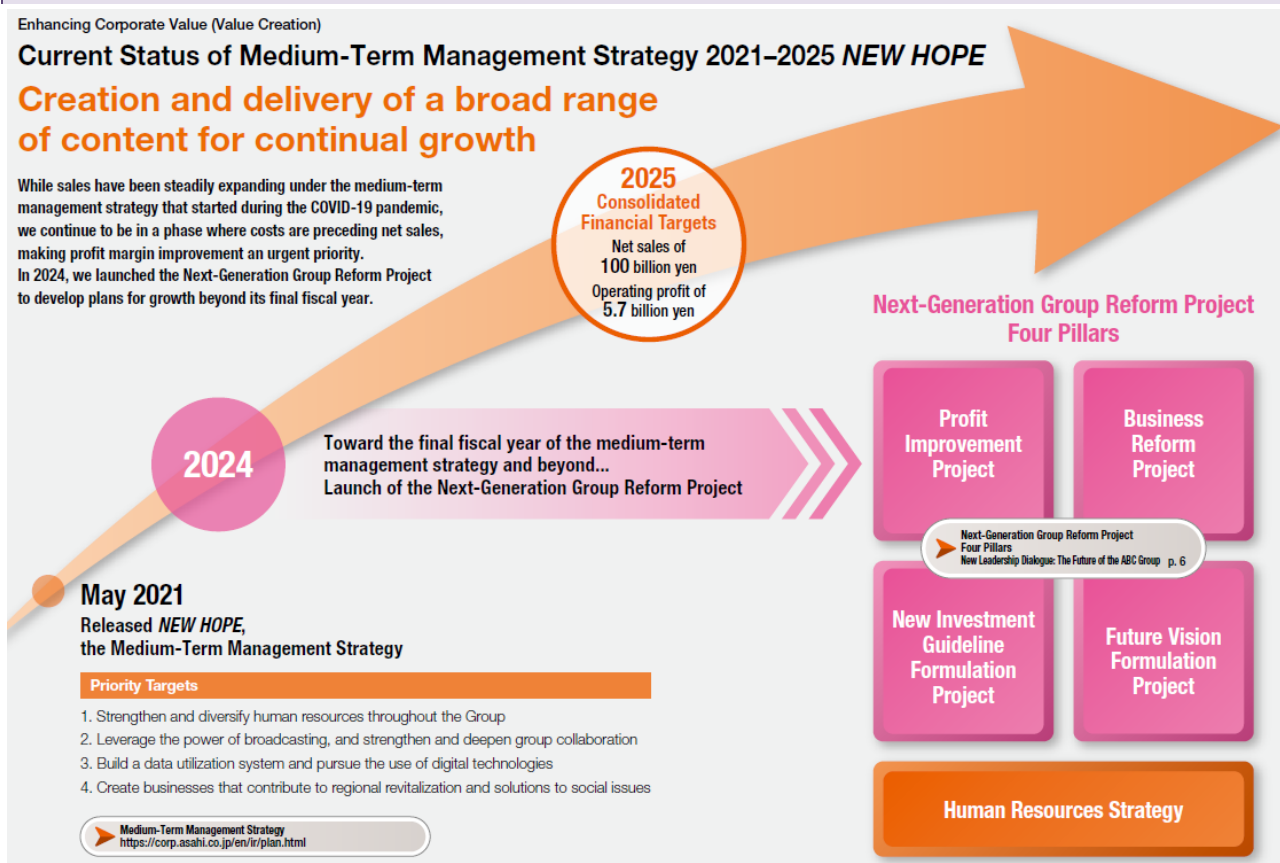 Enhancing Corporate Value (Value Creation)
Current Status of Medium-Term Management Strategy 2021–2025 NEW HOPE
Creation and delivery of a broad range
of content for continual growth
While sales have been steadily expanding under the medium-term
management strategy that started during the COVID-19 pandemic,
we continue to be in a phase where costs are preceding net sales,
making profit margin improvement an urgent priority.
In 2024, we launched the Next-Generation Group Reform Project
to develop plans for growth beyond its final fiscal year.
2025
Consolidated
Financial Targets
Net sales of
100 billion yen
Operating profit of
5.7 billion yen
2024
Toward the final fiscal year of the medium-term
management strategy and beyond...
Launch of the Next-Generation Group Reform Project
May 2021
Released NEW HOPE,
the Medium-Term Management Strategy
Priority Targets
1. Strengthen and diversify human resources throughout the Group
2. Leverage the power of broadcasting, and strengthen and deepen group collaboration
3. Build a data utilization system and pursue the use of digital technologies
4. Create businesses that contribute to regional revitalization and solutions to social issues
Medium-Term Management Strategy
https://corp.asahi.co.jp/en/ir/plan.html
Next-Generation Group Reform Project
Four Pillars
Profit
Improvement
Project
Business
Reform
Project
Next-Generation Group Reform Project
Four Pillars
New Leadership Dialogue: The Future of the ABC Group p. 6
New Investment
Guideline
Formulation
Project
Future Vision
Formulation
Project
Human Resources Strategy